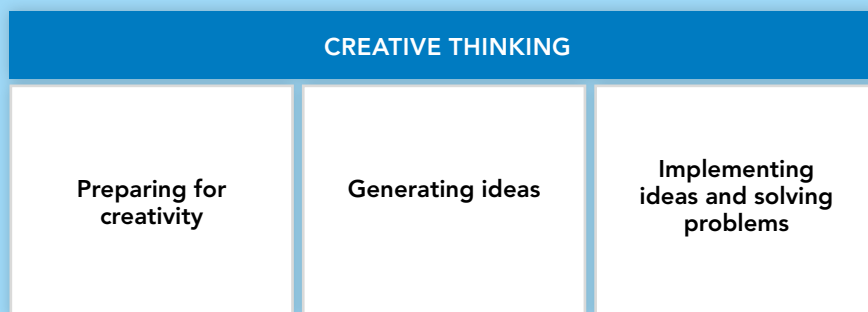 CREATIVE THINKING
Preparing for
creativity
Generating ideas
Implementing
ideas and solving
problems